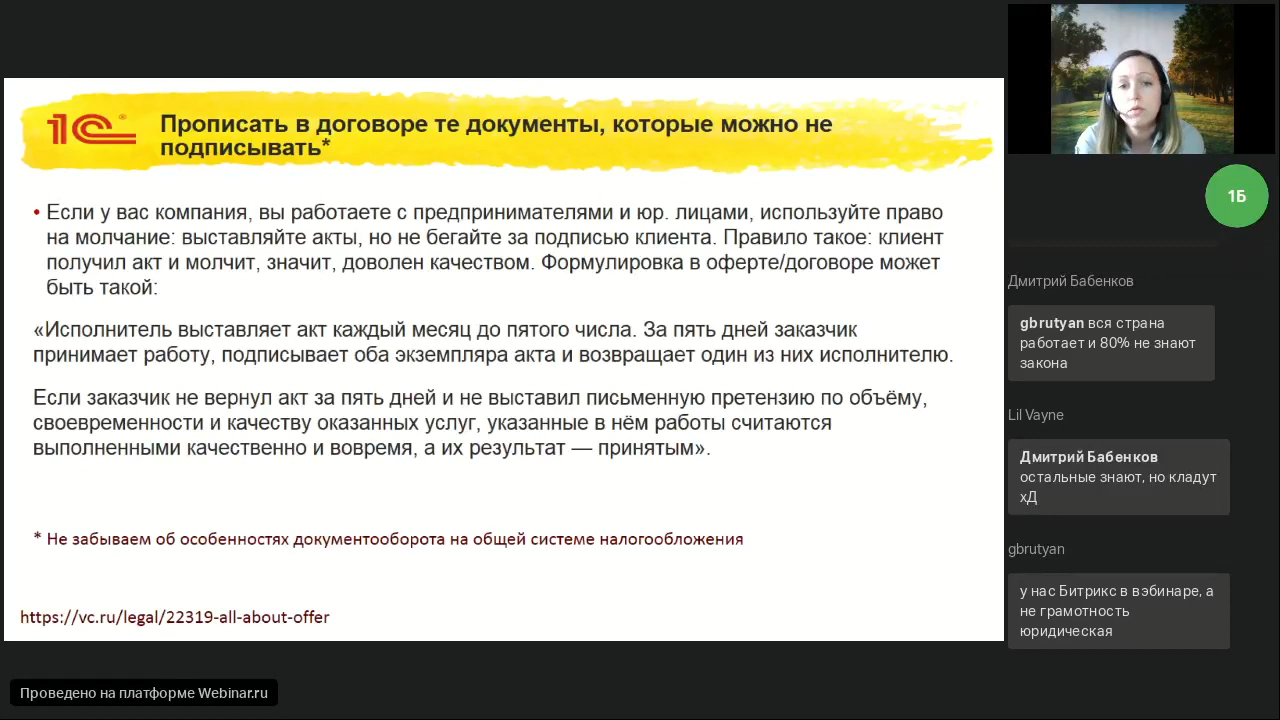 1С®
Прописать в договоре те документы, которые можно не
подписывать*
• Если у вас компания, вы работаете с предпринимателями и юр. лицами, используйте право
на молчание: выставляйте акты, но не бегайте за подписью клиента. Правило такое: клиент
получил акт и молчит, значит, доволен качеством. Формулировка в оферте/договоре может
быть такой:
«Исполнитель выставляет акт каждый месяц до пятого числа. За пять дней заказчик
принимает работу, подписывает оба экземпляра акта и возвращает один из них исполнителю.
Если заказчик не вернул акт за пять дней и не выставил письменную претензию по объёму,
своевременности и качеству оказанных услуг, указанные в нём работы считаются
выполненными качественно и вовремя, а их результат — принятым».
* Не забываем об особенностях документооборота на общей системе налогообложения
https://vc.ru/legal/22319-all-about-offer
Проведено на платформе Webinar.ru
1Б
Дмитрий Бабенков
gbrutyan вся страна
работает и 80% не знают
закона
Lil Vayne
Дмитрий Бабенков
остальные знают, но кладут
хД
gbrutyan
у нас Битрикс в вэбинаре, а
не грамотность
юридическая